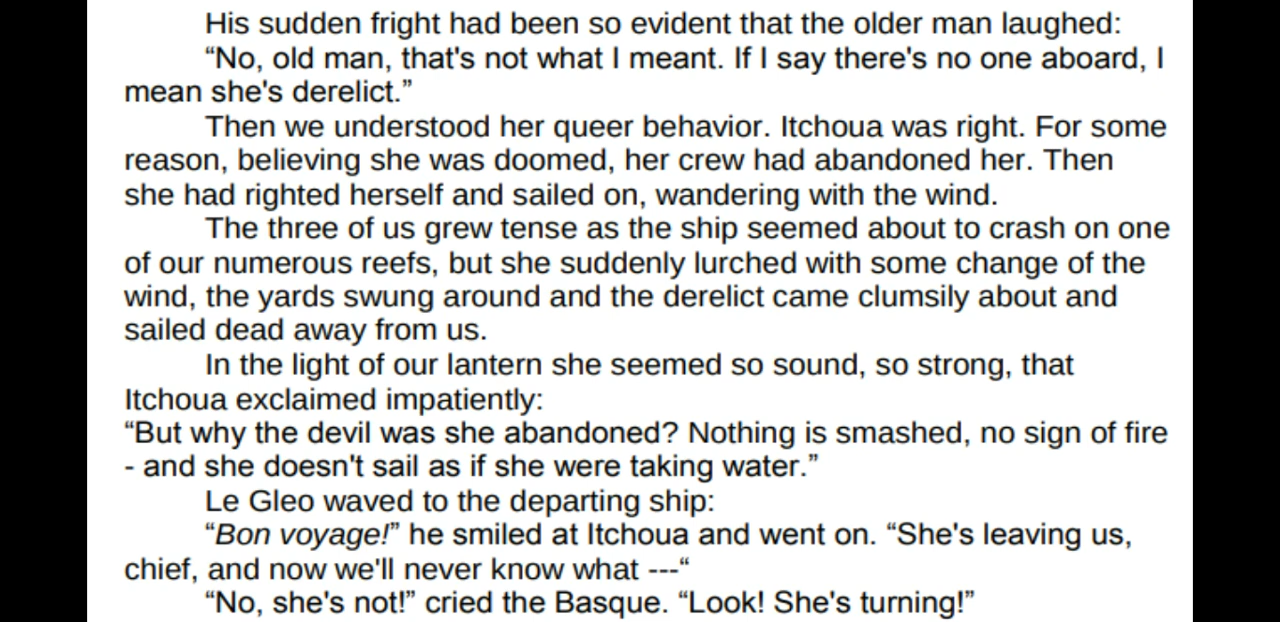 His sudden fright had been so evident that the older man laughed:
“No, old man, that's not what I meant. If I say there's no one aboard, I
mean she's derelict.”
Then we understood her queer behavior. Itchoua was right. For some
reason, believing she was doomed, her crew had abandoned her. Then
she had righted herself and sailed on, wandering with the wind.
The three of us grew tense as the ship seemed about to crash on one
of our numerous reefs, but she suddenly lurched with some change of the
wind, the yards swung around and the derelict came clumsily about and
sailed dead away from us.
In the light of our lantern she seemed so sound, so strong, that
Itchoua exclaimed impatiently:
“But why the devil was she abandoned? Nothing is smashed, no sign of fire
- and she doesn't sail as if she were taking water.”
Le Gleo waved to the departing ship:
“Bon voyage!” he smiled at Itchoua and went on. “She's leaving us,
chief, and now we'll never know what ---“
“No, she's not!” cried the Basque. “Look! She's turning!”